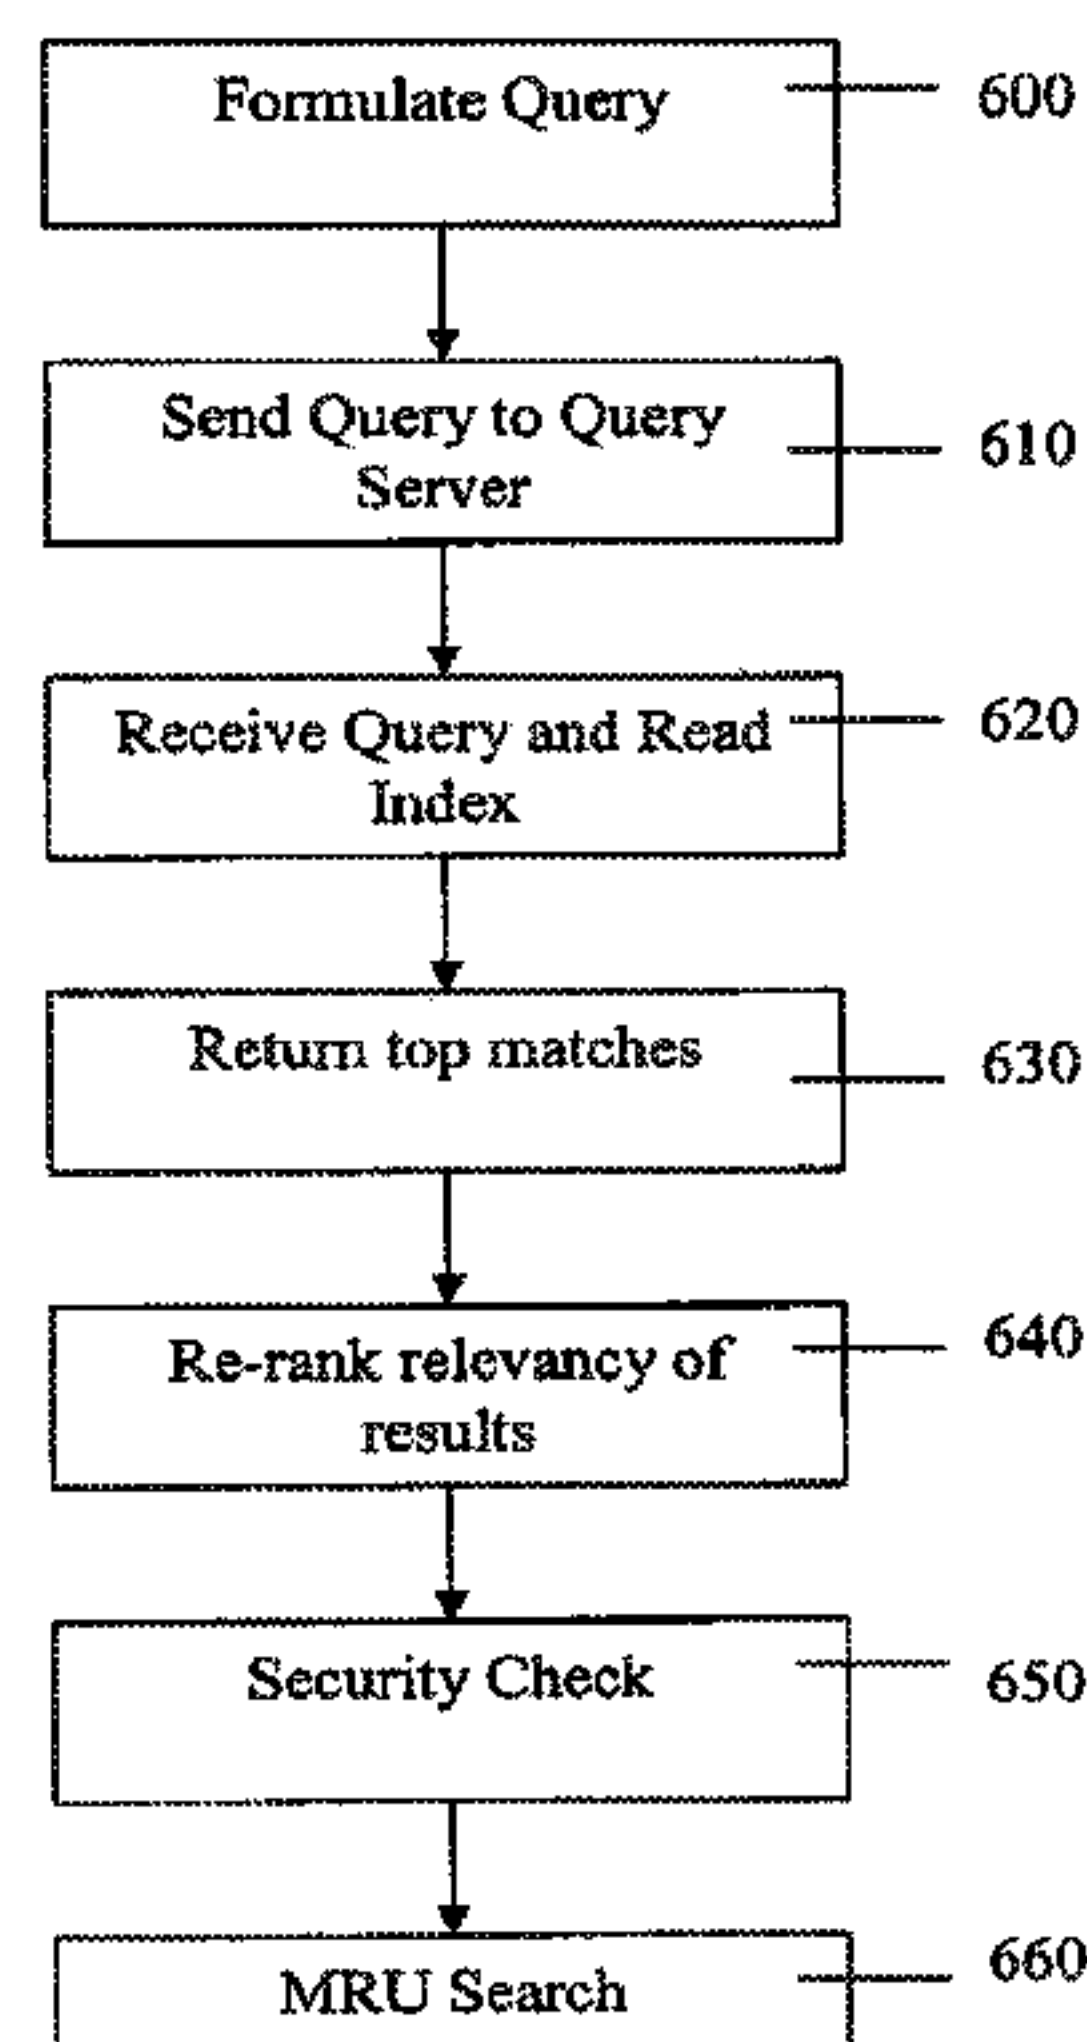 Formulate Query 600
Send Query to Query 610
Server
Receive Query and Read 620
Index
Return top matches 630
Re-rank relevancy of 640
results
Security Check 650
MRU Search 660